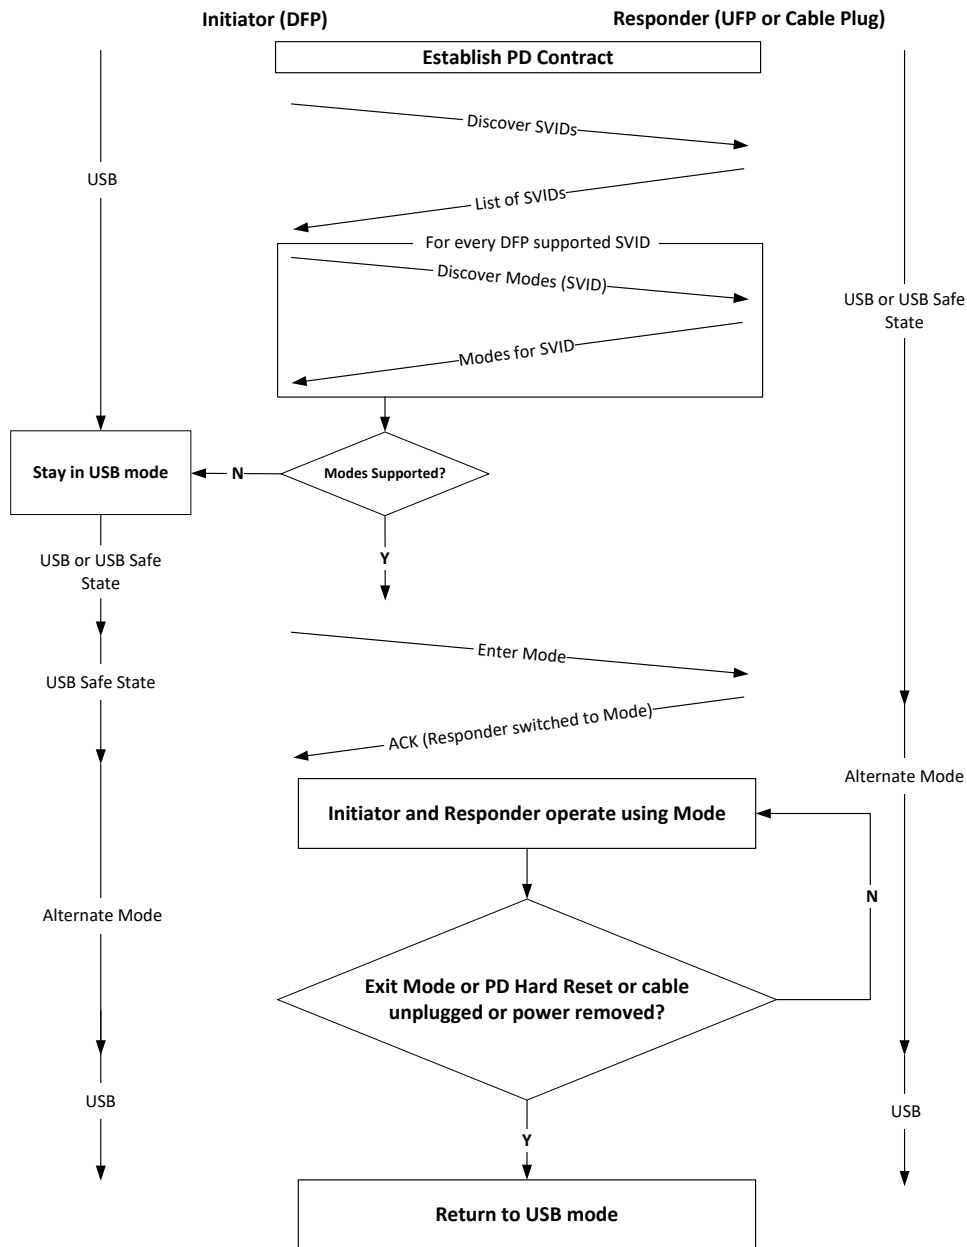 Initiator (DFP)
Responder (UFP or Cable Plug)
Establish PD Contract
Discover SVIDs
USB
List of SVIDs
For every DFP supported SVID
Discover Modes (SVID)
USB or USB Safe
State
Modes for SVID
Stay in USB mode
N
Modes Supported?
Y
USB or USB Safe
State
Enter Mode
USB Safe State
ACK (Responder switched to Mode)
Alternate Mode
Initiator and Responder operate using Mode
N
Alternate Mode
Exit Mode or PD Hard Reset or cable
unplugged or power removed?
USB
USB
Y
Return to USB mode